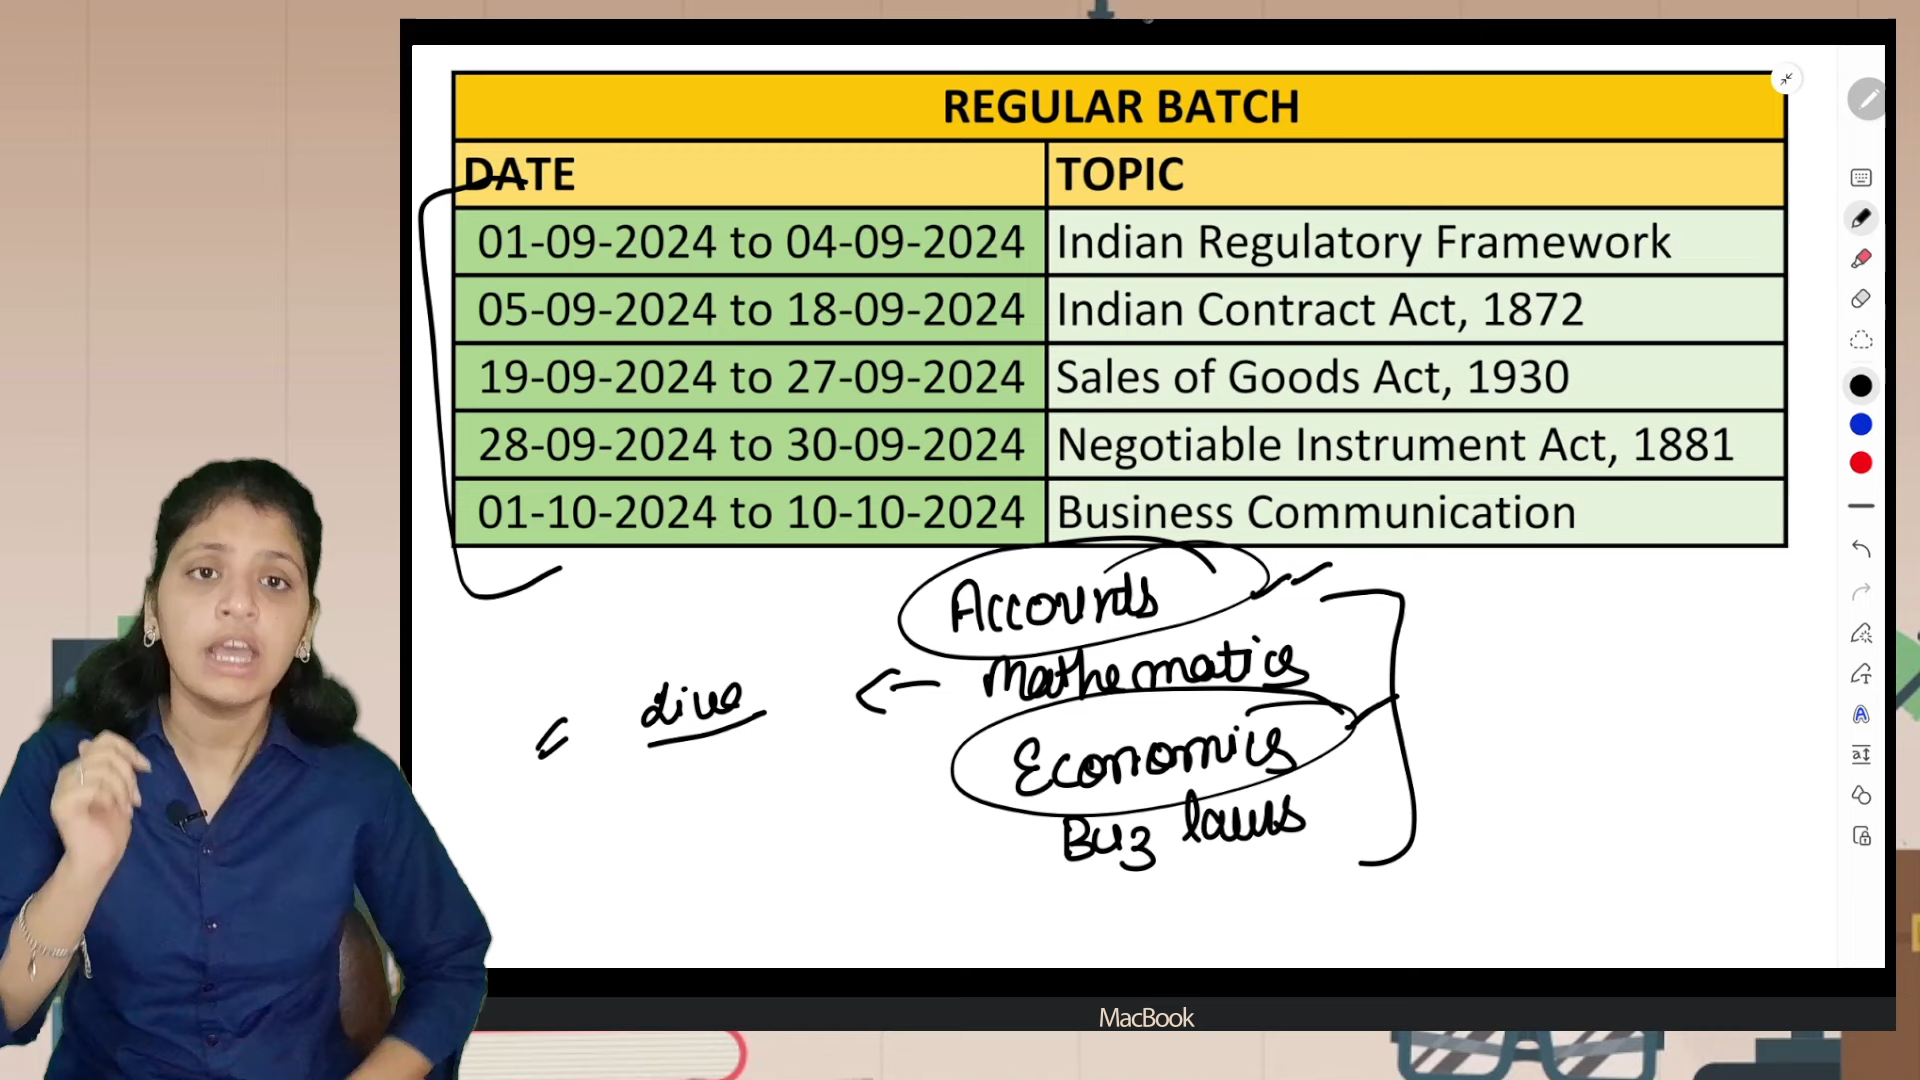 REGULAR BATCH
DATE TOPIC
01-09-2024 to 04-09-2024 Indian Regulatory Framework
05-09-2024 to 18-09-2024 Indian Contract Act, 1872
19-09-2024 to 27-09-2024 Sales of Goods Act, 1930
28-09-2024 to 30-09-2024 Negotiable Instrument Act, 1881
01-10-2024 to 10-10-2024 Business Communication
Accounts
Mathematics
Live
Economics
Buz laws
MacBook